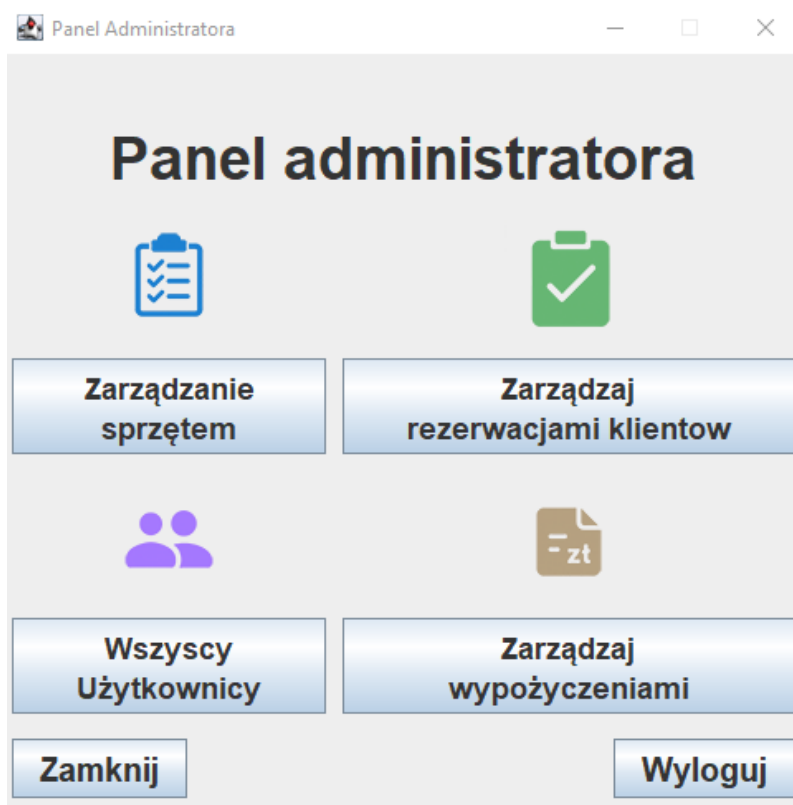 Panel Administratora
Panel administratora
Zarządzanie
sprzętem
Zarządzaj
rezerwacjami klientow
zł
Wszyscy
Użytkownicy
Zarządzaj
wypożyczeniami
Zamknij
Wyloguj